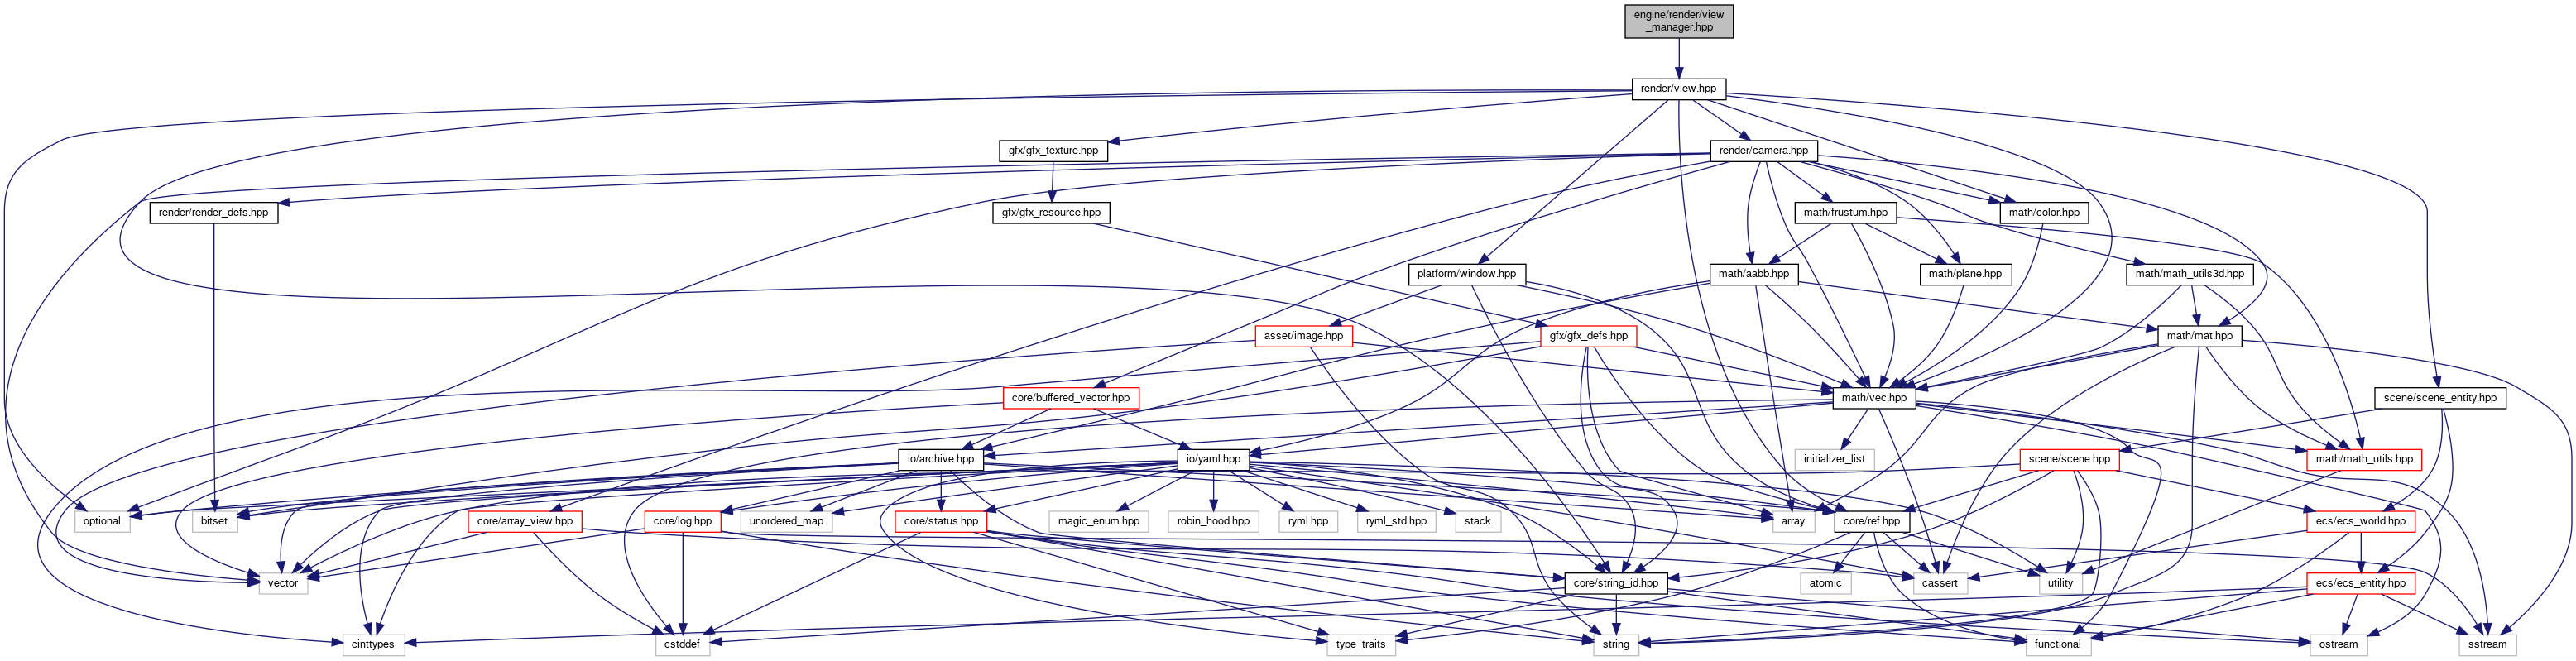 engine/render/view
_manager.hpp
render/view.hpp
gfx/gfx_texture.hpp
render/camera.hpp
render/render_defs.hpp
gfx/gfx_resource.hpp
math/frustum.hpp
math/color.hpp
platform/window.hpp
math/aabb.hpp
math/plane.hpp
math/math_utils3d.hpp
asset/image.hpp
gfx/gfx_defs.hpp
math/mat.hpp
core/buffered_vector.hpp
math/vec.hpp
scene/scene_entity.hpp
io/archive.hpp
io/yaml.hpp
initializer_list
scene/scene.hpp
math/math_utils.hpp
optional
bitset
core/array_view.hpp
core/log.hpp
unordered_map
core/status.hpp
magic_enum.hpp
robin_hood.hpp
ryml.hpp
ryml_std.hpp
stack
array
core/ref.hpp
ecs/ecs_world.hpp
vector
core/string_id.hpp
atomic
cassert
utility
ecs/ecs_entity.hpp
cinttypes
cstddef
type_traits
string
functional
ostream
sstream